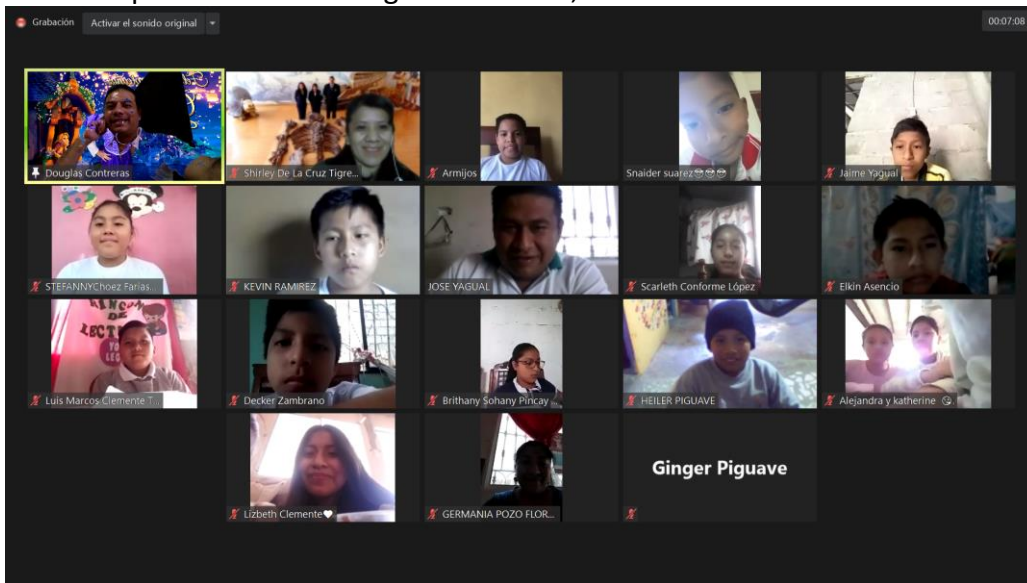 Grabación
Activar el sonido original
00:07:08
Douglas Contreras
Shirley De La Cruz Tigre...
Armijos
Snaider suarez😎😎😎
Jaime Yagual
STEFANNYChoez Farias...
KEVIN RAMIREZ
JOSE YAGUAL
Scarleth Conforme López
Elkin Asencio
LECT
YO
Luis Marcos Clemente T...
Decker Zambrano
Brithany Sohany Pincay ...
HEILER PIGUAVE
Alejandra y katherine 😘.
Lizbeth Clemente🤍
GERMANIA POZO FLOR...
Ginger Piguave